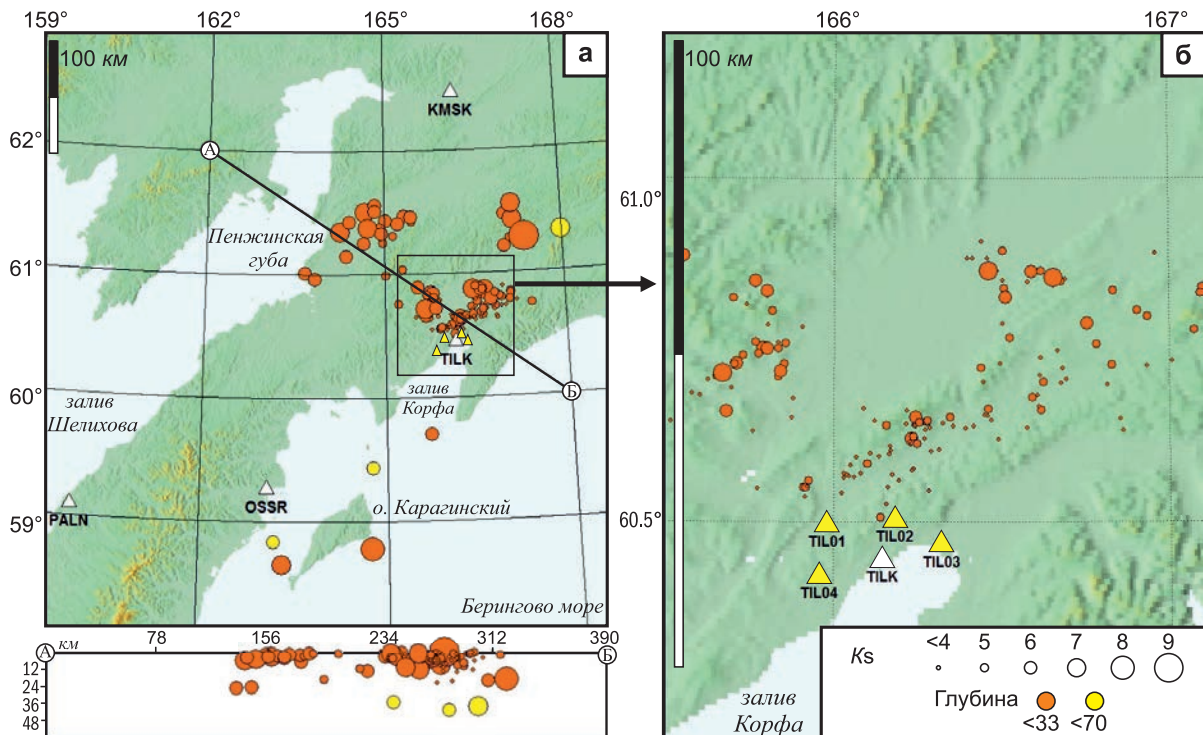 159° 162° 165° 168°
100 км
а
KMSK
62°
А
Пенжинская
губа
61°
TILK
60°
залив
Корфа
Б
залив
Шелихова
59°
PALN
OSSR
о. Карагинский
Берингово море
А км 78 156 234 312 390 Б
12
24
36
48
166° 167°
100 км
б
61.0°
60.5°
TIL01
TIL02
TIL03
TILK
TIL04
залив
Корфа
<4 5 6 7 8 9
Ks
Глубина
<33 <70